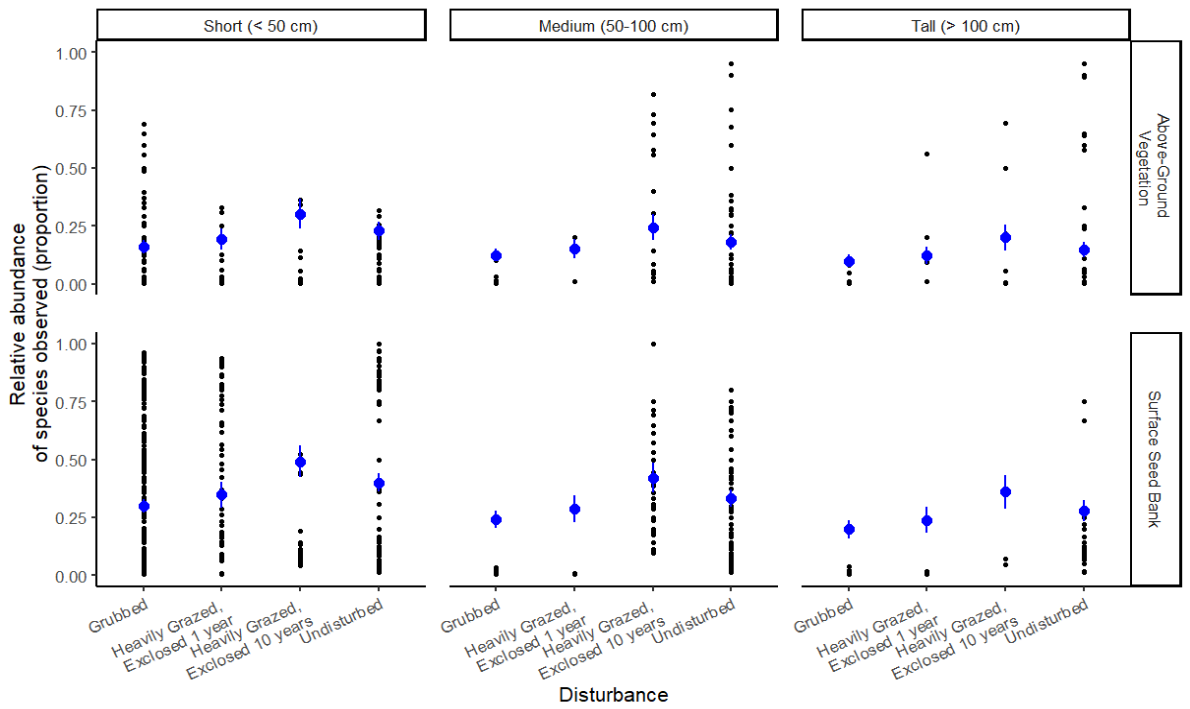 Short (< 50 cm)
Medium (50-100 cm)
Tall (> 100 cm)
Relative abundance
of species observed (proportion)
1.00
0.75
0.50
0.25
0.00
Above-Ground
Vegetation
1.00
0.75
0.50
0.25
0.00
Surface Seed Bank
Grubbed
Heavily Grazed,
Exclosed 1 year
Heavily Grazed,
Exclosed 10 years
Undisturbed
Grubbed
Heavily Grazed,
Exclosed 1 year
Heavily Grazed,
Exclosed 10 years
Undisturbed
Grubbed
Heavily Grazed,
Exclosed 1 year
Heavily Grazed,
Exclosed 10 years
Undisturbed
Disturbance